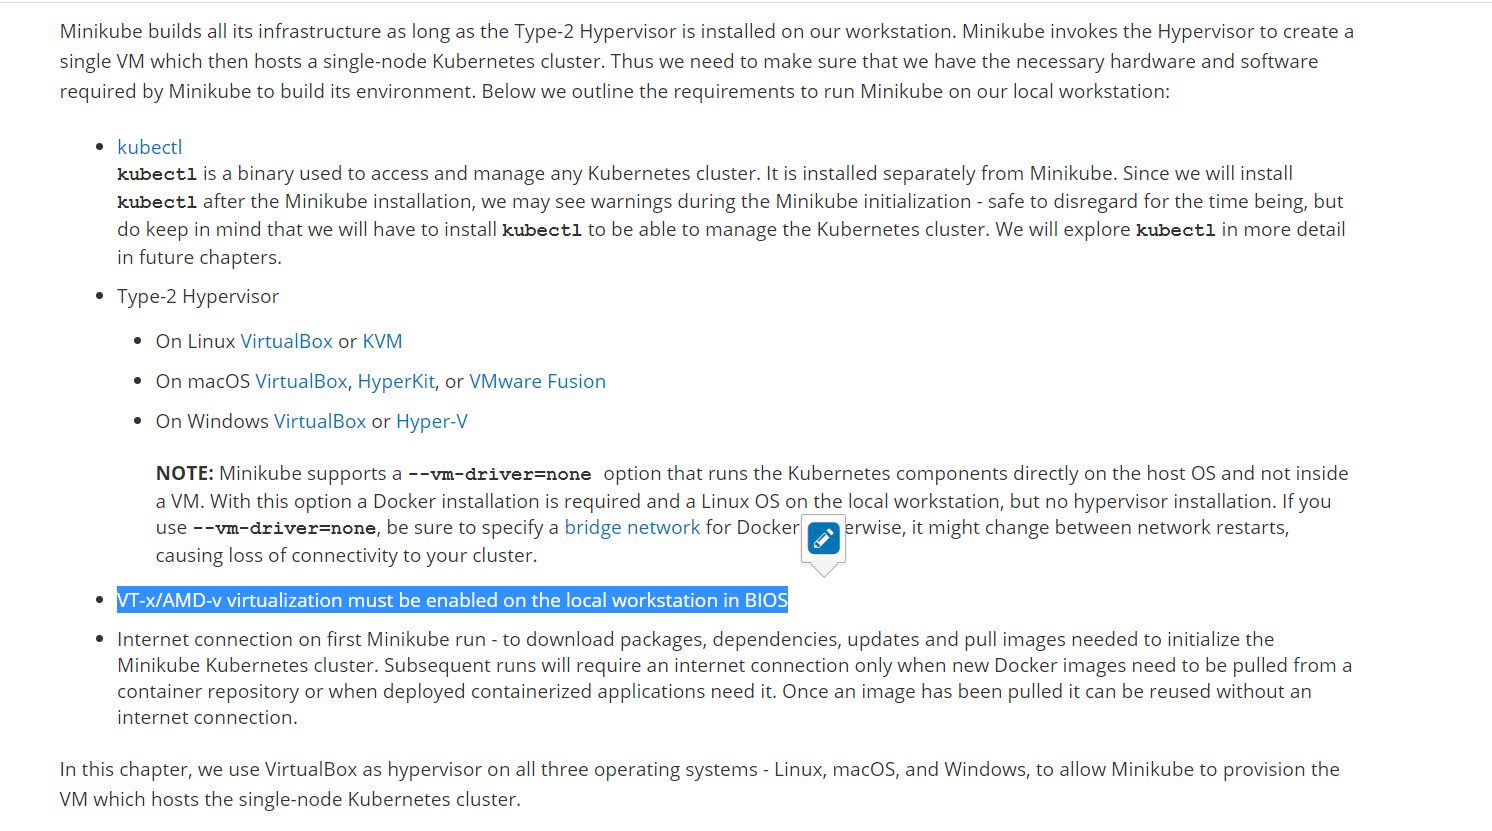 Minikube builds all its infrastructure as long as the Type-2 Hypervisor is installed on our workstation. Minikube invokes the Hypervisor to create a
single VM which then hosts a single-node Kubernetes cluster. Thus we need to make sure that we have the necessary hardware and software
required by Minikube to build its environment. Below we outline the requirements to run Minikube on our local workstation:
kubectl
kubectl is a binary used to access and manage any Kubernetes cluster. It is installed separately from Minikube. Since we will install
kubectl after the Minikube installation, we may see warnings during the Minikube initialization - safe to disregard for the time being, but
do keep in mind that we will have to install kubectl to be able to manage the Kubernetes cluster. We will explore kubectl in more detail
in future chapters.
Type-2 Hypervisor
On Linux VirtualBox or KVM
On macOS VirtualBox, HyperKit, or VMware Fusion
On Windows VirtualBox or Hyper-V
NOTE: Minikube supports a --vm-driver=none option that runs the Kubernetes components directly on the host OS and not inside
a VM. With this option a Docker installation is required and a Linux OS on the local workstation, but no hypervisor installation. If you
use --vm-driver=none, be sure to specify a bridge network for Docker erwise, it might change between network restarts,
causing loss of connectivity to your cluster.
VT-x/AMD-v virtualization must be enabled on the local workstation in BIOS
Internet connection on first Minikube run - to download packages, dependencies, updates and pull images needed to initialize the
Minikube Kubernetes cluster. Subsequent runs will require an internet connection only when new Docker images need to be pulled from a
container repository or when deployed containerized applications need it. Once an image has been pulled it can be reused without an
internet connection.
In this chapter, we use VirtualBox as hypervisor on all three operating systems - Linux, macOS, and Windows, to allow Minikube to provision the
VM which hosts the single-node Kubernetes cluster.